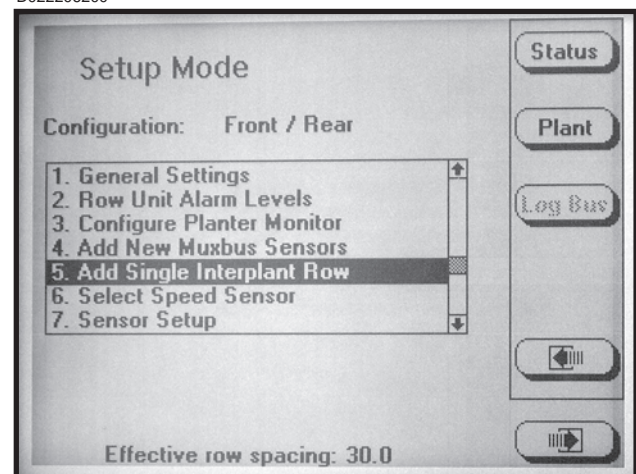 Setup Mode
Configuration: Front / Rear
1. General Settings
2. Row Unit Alarm Levels
3. Configure Planter Monitor
4. Add New Muxbus Sensors
5. Add Single Interplant Row
6. Select Speed Sensor
7. Sensor Setup
Effective row spacing: 30.0
Status
Plant
Log Bus